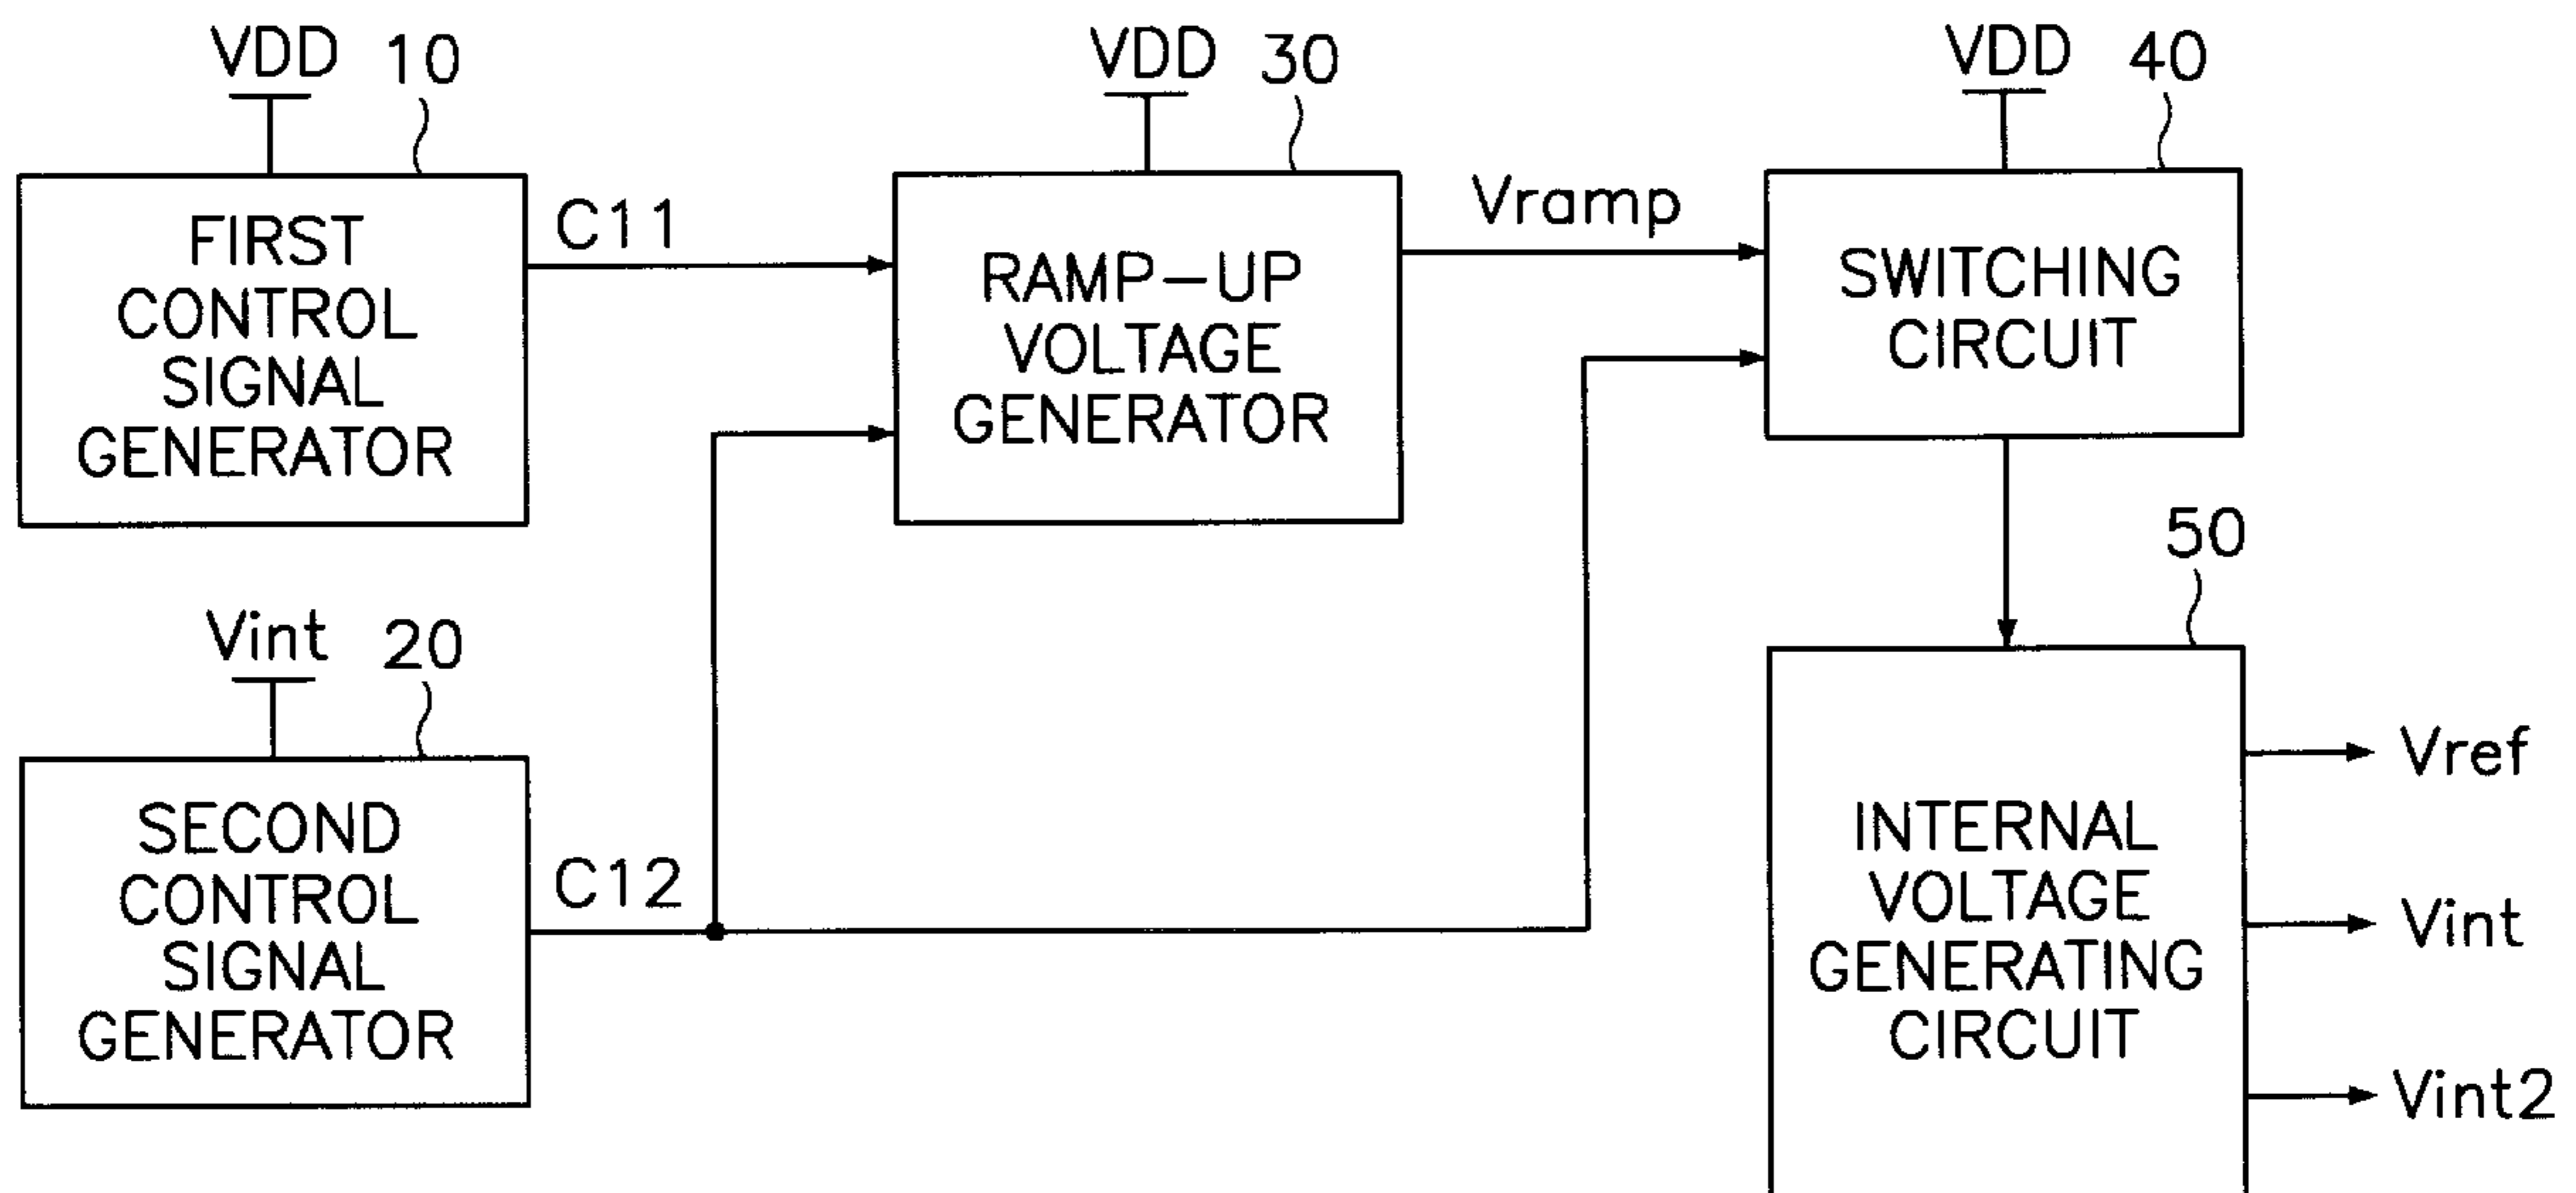 VDD 10
FIRST
CONTROL
SIGNAL
GENERATOR
C11
VDD 30
RAMP-UP
VOLTAGE
GENERATOR
Vramp
VDD 40
SWITCHING
CIRCUIT
Vint 20
SECOND
CONTROL
SIGNAL
GENERATOR
C12
50
INTERNAL
VOLTAGE
GENERATING
CIRCUIT
Vref
Vint
Vint2